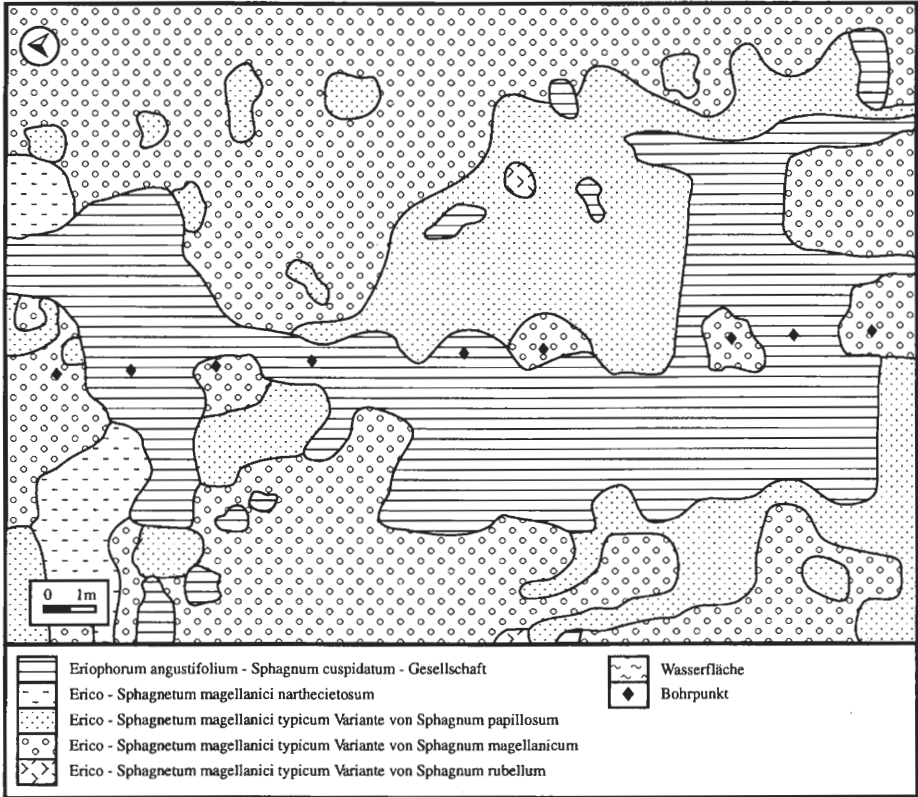 0 1m
Eriophorum angustifolium - Sphagnum cuspidatum - Gesellschaft
Erico - Sphagnetum magellanici narthecietosum
Erico - Sphagnetum magellanici typicum Variante von Sphagnum papillosum
Erico - Sphagnetum magellanici typicum Variante von Sphagnum magellanicum
Erico - Sphagnetum magellanici typicum Variante von Sphagnum rubellum
Wasserfläche
Bohrpunkt